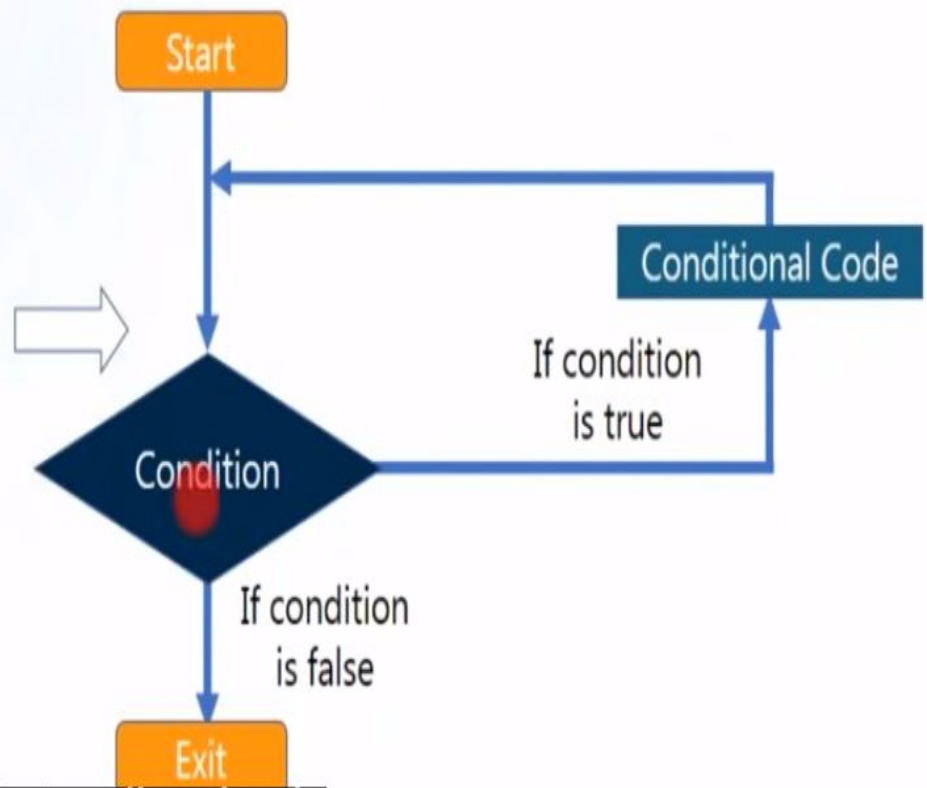 Start
Conditional Code
If condition
is true
Condition
If condition
is false
Exit